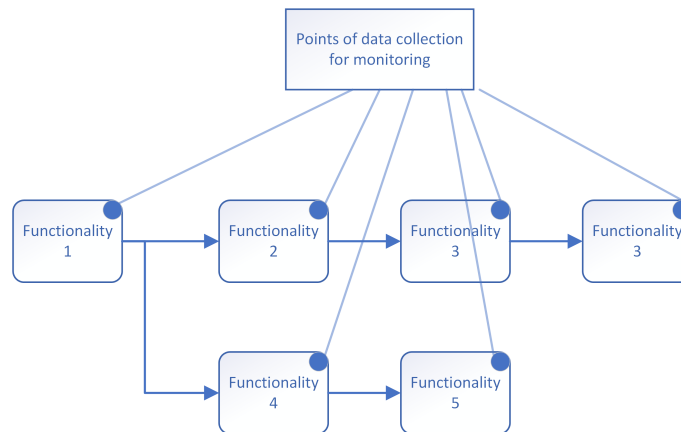 Points of data collection
for monitoring
Functionality
1
Functionality
2
Functionality
3
Functionality
3
Functionality
4
Functionality
5